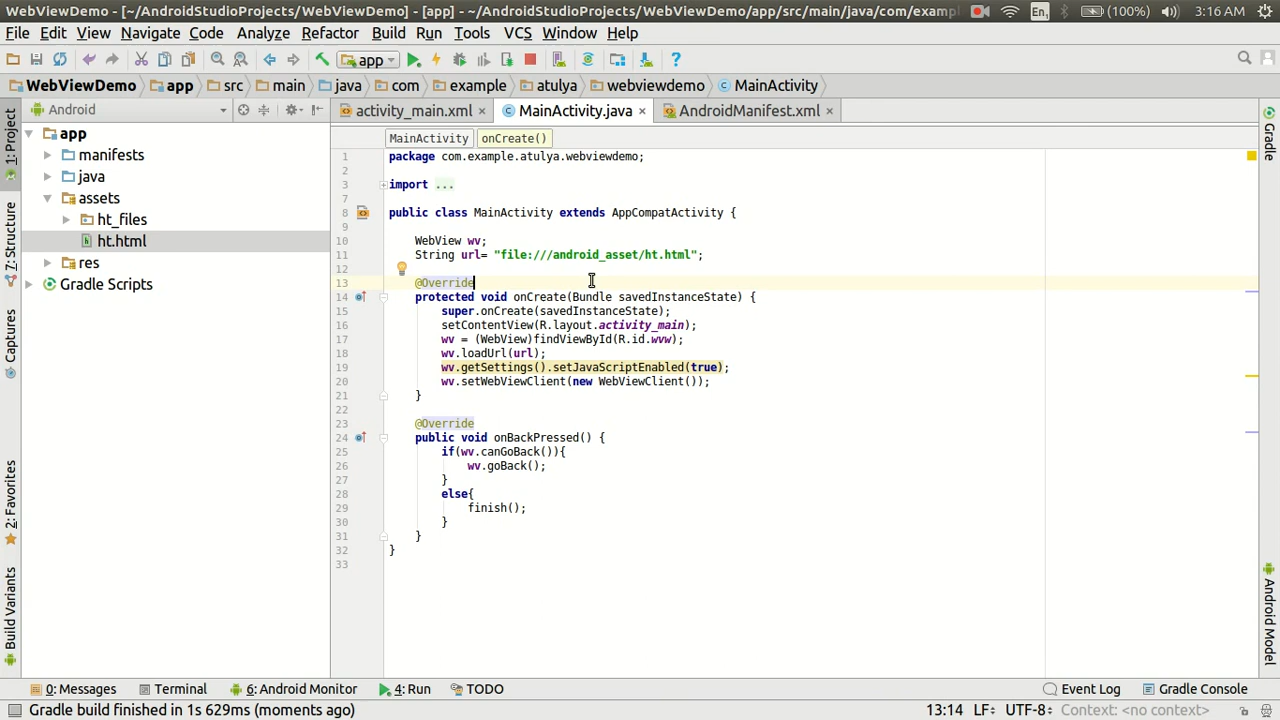 WebViewDemo - [~/AndroidStudioProjects/WebViewDemo] - [app] - ~/AndroidStudioProjects/WebViewDemo/app/src/main/java/com/examp
En1
(100%)
3:16 AM
File Edit View Navigate Code Analyze Refactor Build Run Tools VCS Window Help
app
WebViewDemo app src main java com example atulya webviewdemo MainActivity
Android
activity_main.xml MainActivity.java AndroidManifest.xml
MainActivity onCreate()
1: Project
7: Structure
Captures
2: Favorites
Build Variants
app
manifests
java
assets
ht_files
ht.html
res
Gradle Scripts
1 package com.example.atulya.webviewdemo;
2
3 import ...
7
8 public class MainActivity extends AppCompatActivity {
9
10 WebView wv;
11 String url= "file:///android_asset/ht.html";
12
13 @Override
14 protected void onCreate(Bundle savedInstanceState) {
15 super.onCreate(savedInstanceState);
16 setContentView(R.layout.activity_main);
17 wv = (WebView)findViewById(R.id.wvw);
18 wv.loadUrl(url);
19 wv.getSettings().setJavaScriptEnabled(true);
20 wv.setWebViewClient(new WebViewClient());
21 }
22
23 @Override
24 public void onBackPressed() {
25 if(wv.canGoBack()){
26 wv.goBack();
27 }
28 else{
29 finish();
30 }
31 }
32 }
33
Gradle
Android Model
0: Messages Terminal 6: Android Monitor 4: Run TODO Event Log Gradle Console
Gradle build finished in 1s 629ms (moments ago) 13:14 LF÷ UTF-8÷ Context: <no context>